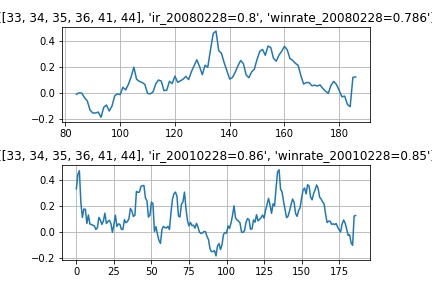 [[33, 34, 35, 36, 41, 44], 'ir_20080228=0.8', 'winrate_20080228=0.786']
0.4
0.2
0.0
−0.2
80 100 120 140 160 180
[[33, 34, 35, 36, 41, 44], 'ir_20010228=0.86', 'winrate_20010228=0.85']
0.4
0.2
0.0
−0.2
0 25 50 75 100 125 150 175